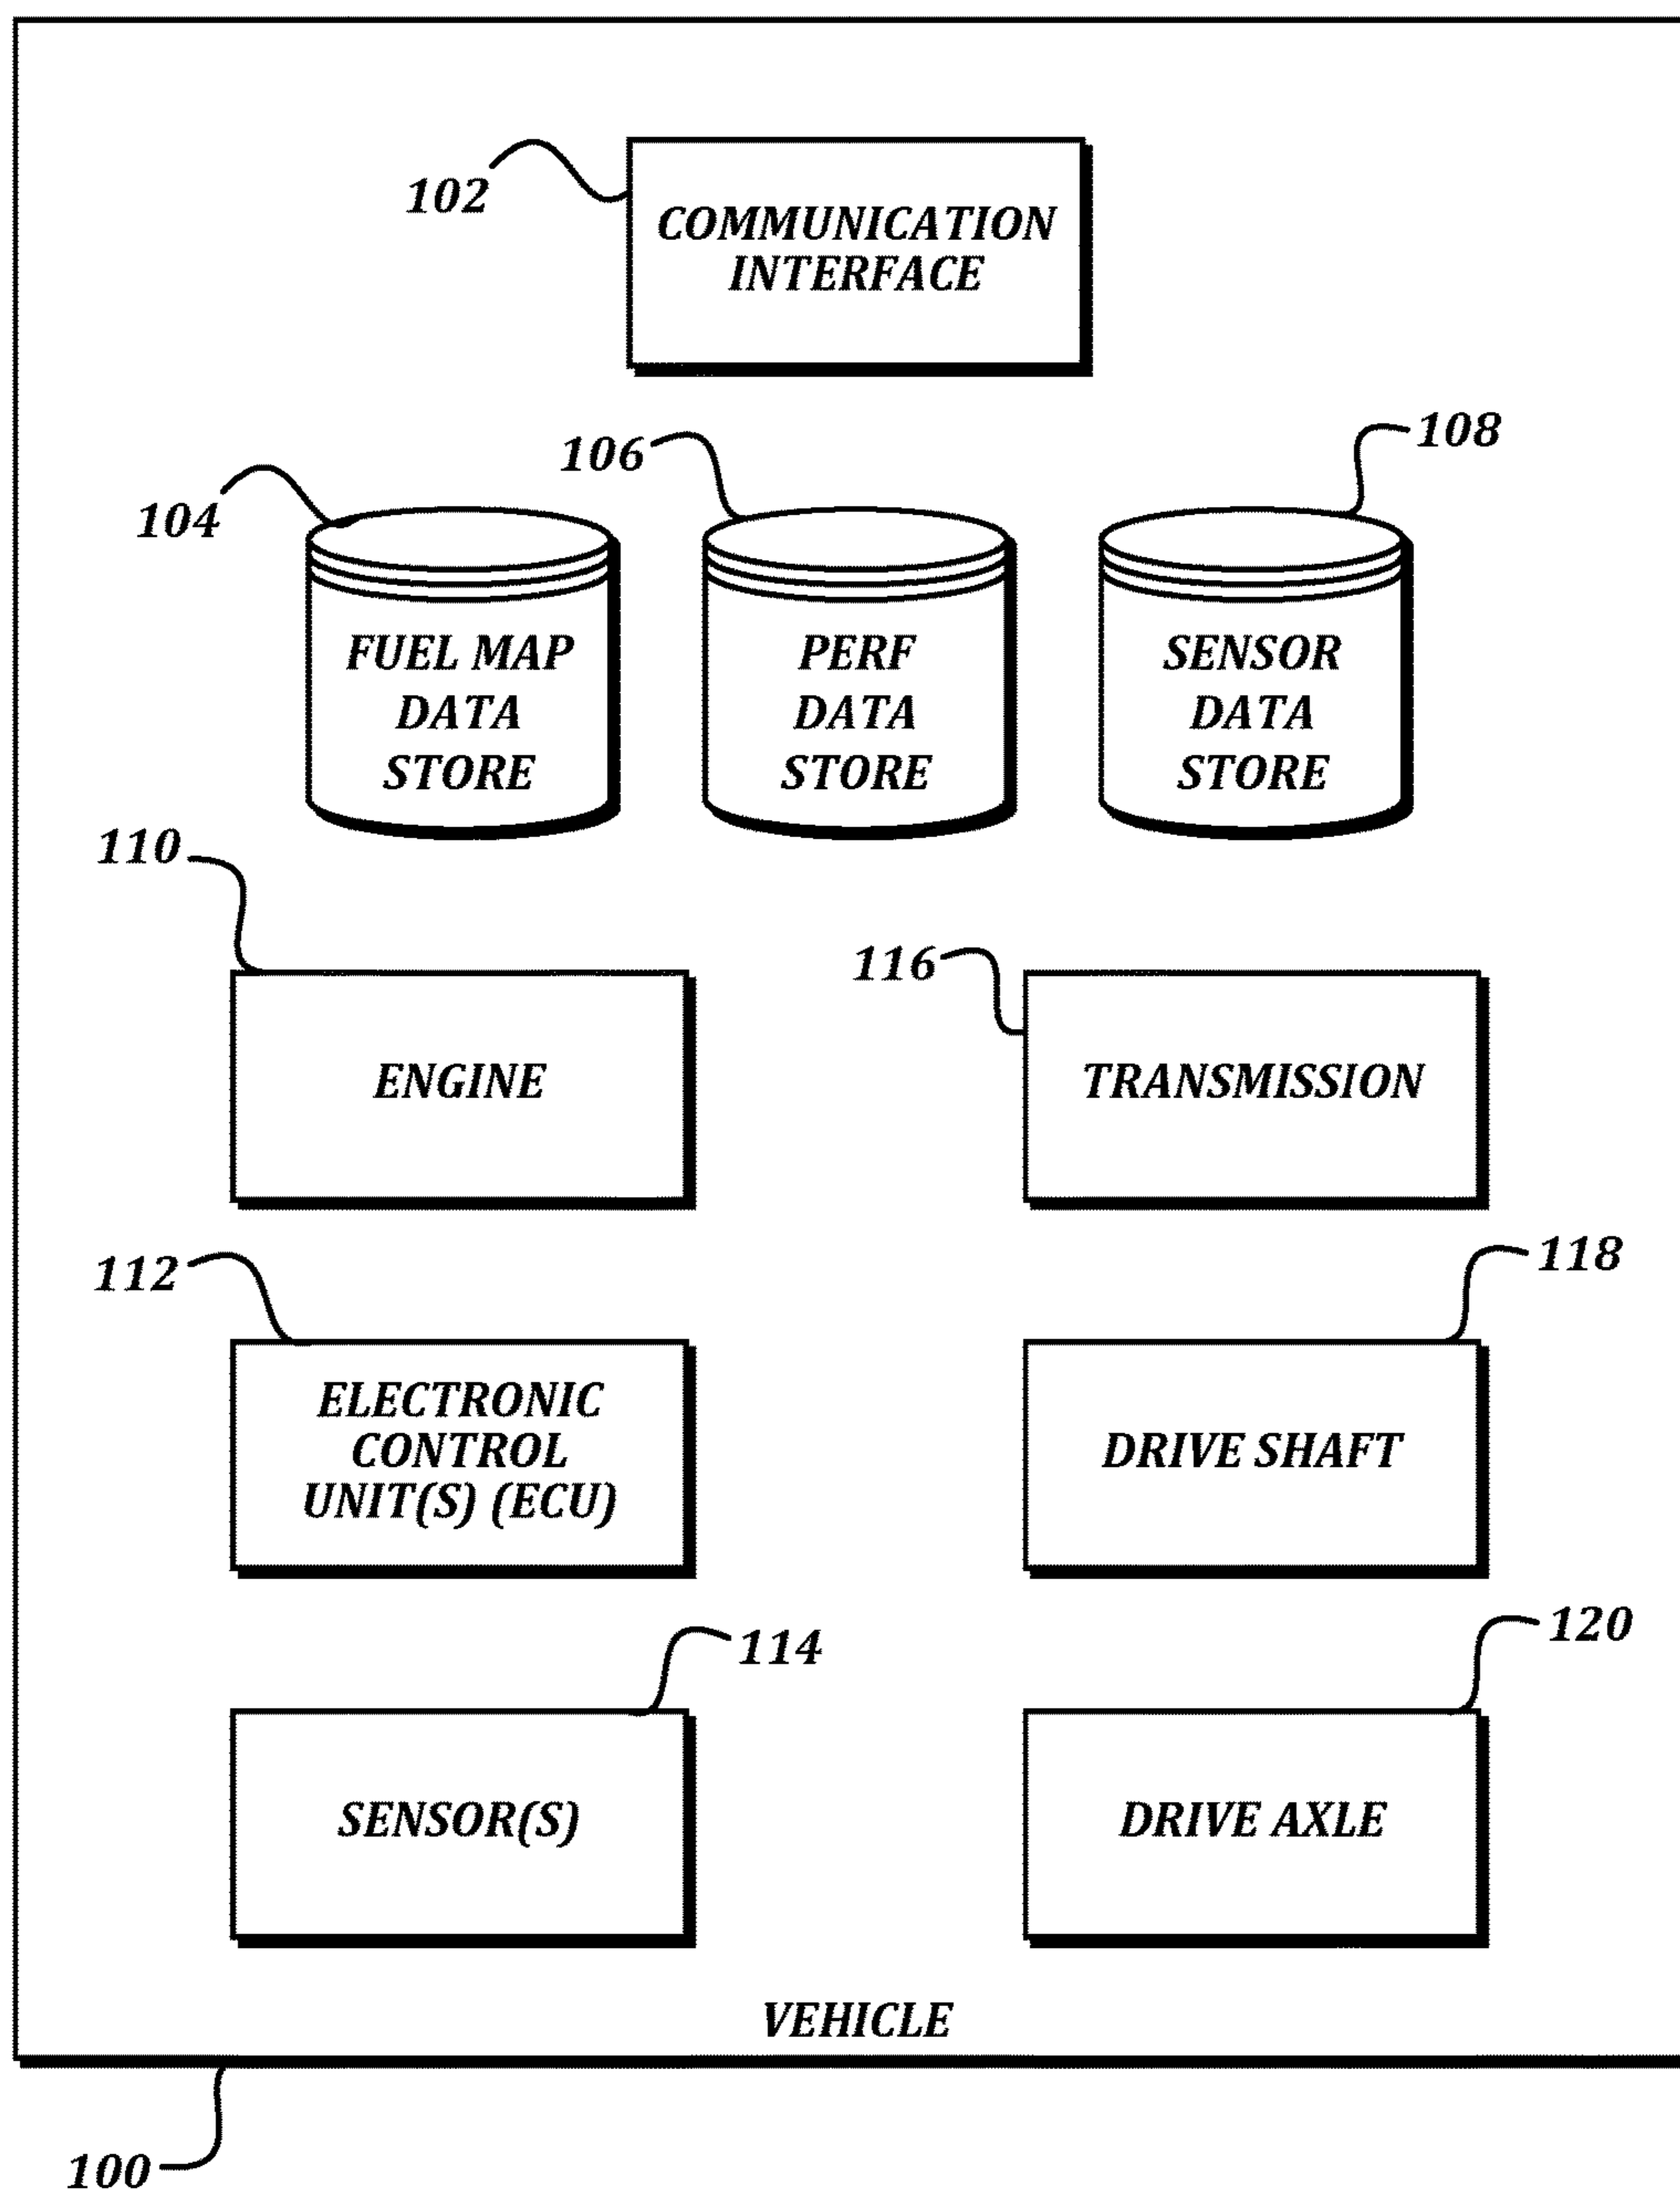 102
COMMUNICATION
INTERFACE
104
106
108
FUEL MAP
DATA
STORE
PERF
DATA
STORE
SENSOR
DATA
STORE
110
ENGINE
116
TRANSMISSION
112
ELECTRONIC
CONTROL
UNIT(S) (ECU)
118
DRIVE SHAFT
114
SENSOR(S)
120
DRIVE AXLE
VEHICLE
100